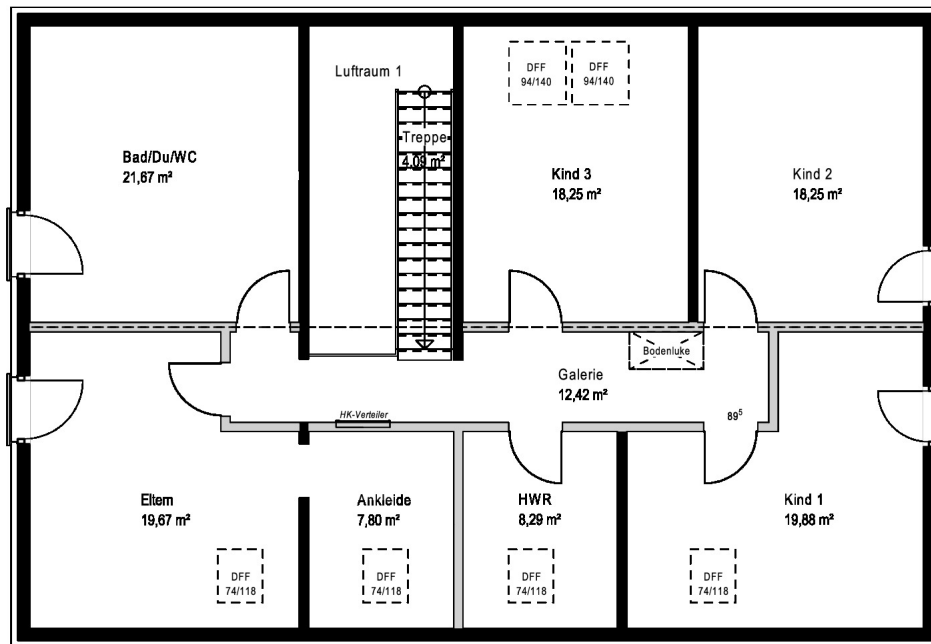 Luftraum 1
DFF
94/140
DFF
94/140
Treppe
4.09 m²
Bad/Du/WC
21,67 m²
Kind 3
18,25 m²
Kind 2
18,25 m²
Bodenluke
Galerie
12,42 m²
HK-Verteiler
89⁵
Eltern
19,67 m²
Ankleide
7,80 m²
HWR
8,29 m²
Kind 1
19,88 m²
DFF
74/118
DFF
74/118
DFF
74/118
DFF
74/118